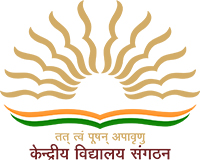 तत् त्वं पूषन् अपावृणु
केन्द्रीय विद्यालय संगठन